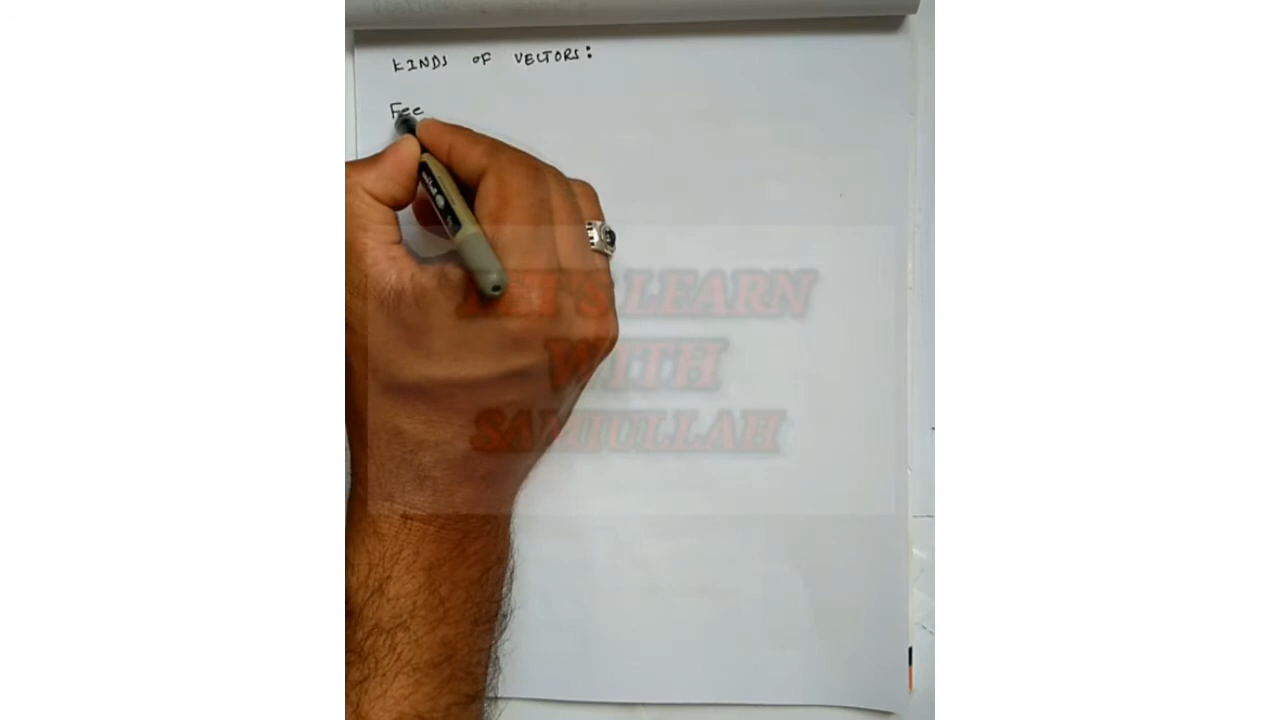 KINDS OF VECTORS:
Fee
LET'S LEARN
WITH
SAMIULLAH